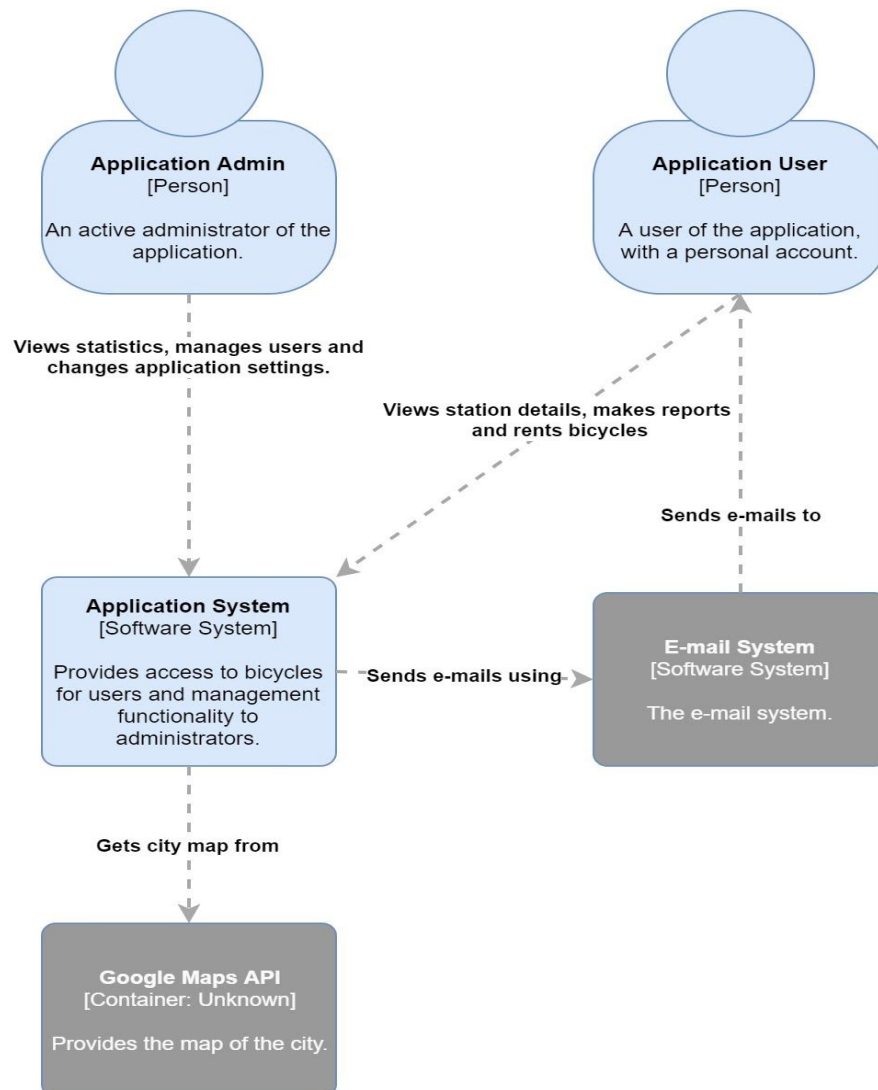 Application Admin
[Person]
An active administrator of the
application.
Application User
[Person]
A user of the application,
with a personal account.
Views statistics, manages users and
changes application settings.
Views station details, makes reports
and rents bicycles
Sends e-mails to
Application System
[Software System]
Provides access to bicycles
for users and management
functionality to
administrators.
Sends e-mails using
E-mail System
[Software System]
The e-mail system.
Gets city map from
Google Maps API
[Container: Unknown]
Provides the map of the city.